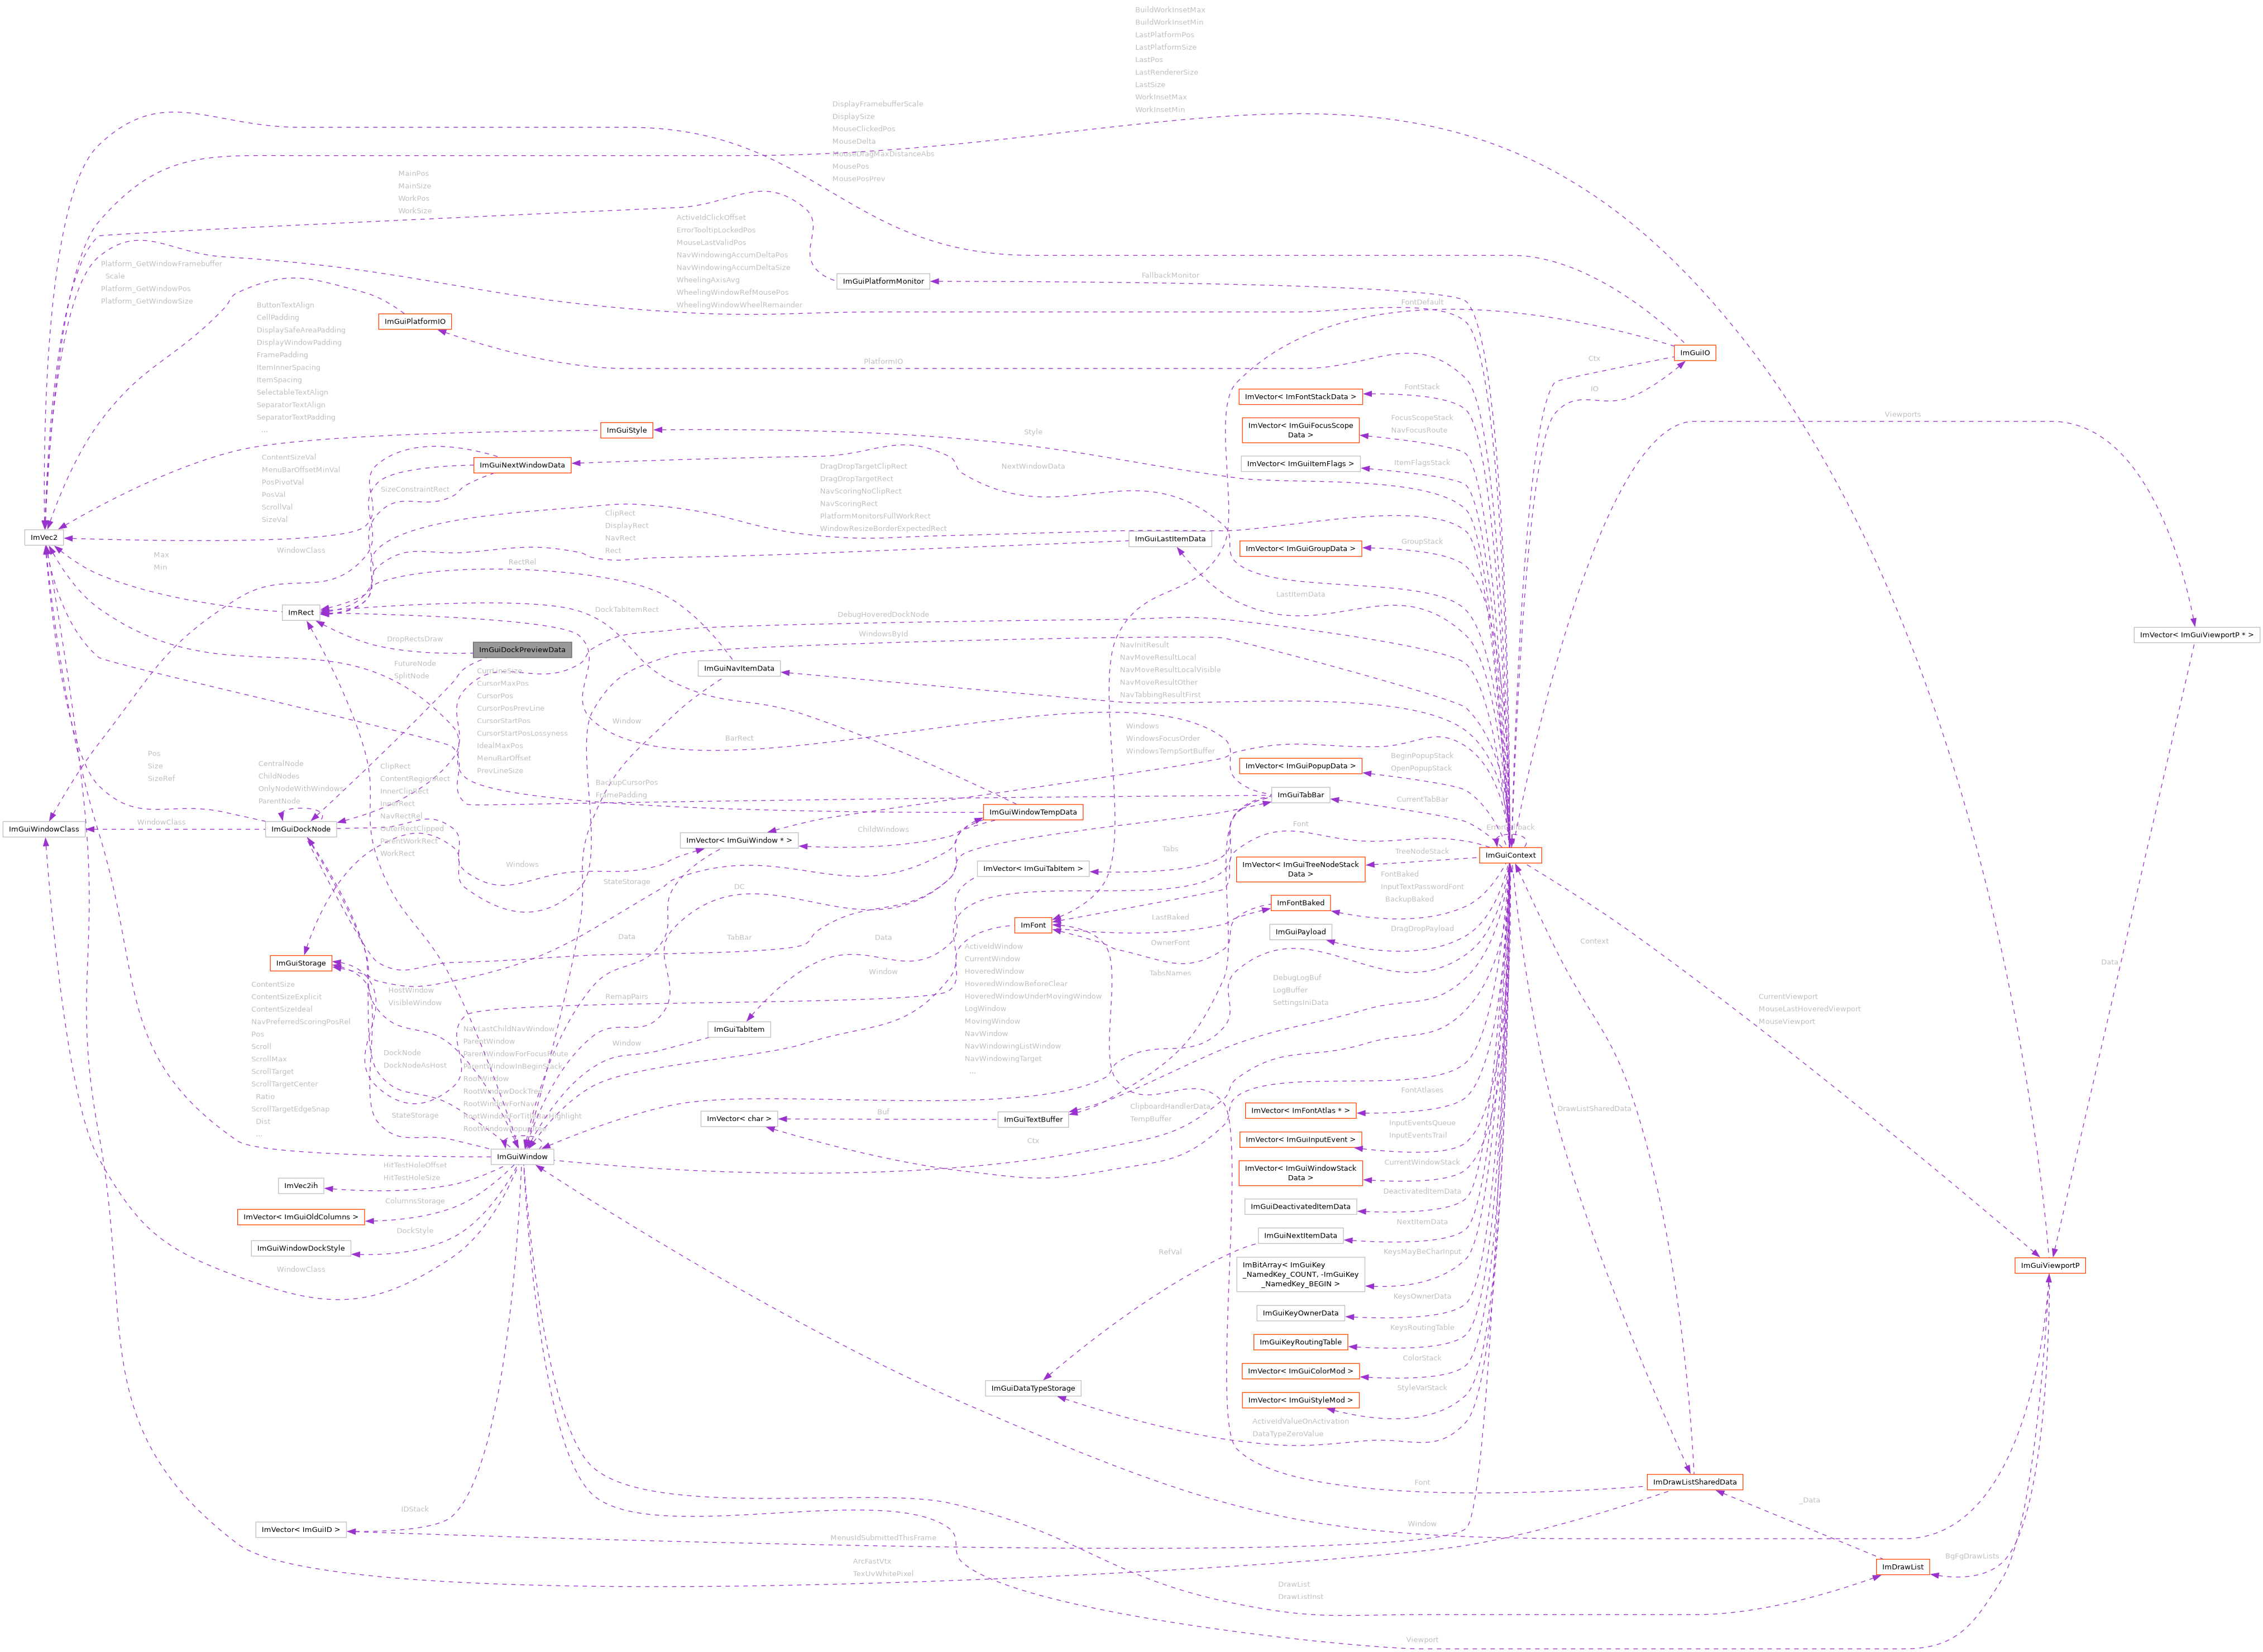 BuildWorkInsetMax
BuildWorkInsetMin
LastPlatformPos
LastPlatformSize
LastPos
LastRendererSize
LastSize
WorkInsetMax
WorkInsetMin
DisplayFramebufferScale
DisplaySize
MouseClickedPos
MouseDelta
MouseDragMaxDistanceAbs
MousePos
MousePosPrev
MainPos
MainSize
WorkPos
WorkSize
ActiveIdClickOffset
ErrorTooltipLockedPos
MouseLastValidPos
NavWindowingAccumDeltaPos
NavWindowingAccumDeltaSize
WheelingAxisAvg
WheelingWindowRefMousePos
WheelingWindowWheelRemainder
Platform_GetWindowFramebuffer
Scale
Platform_GetWindowPos
Platform_GetWindowSize
ImGuiPlatformMonitor
FallbackMonitor
FontDefault
ImGuiPlatformIO
PlatformIO
ImGuiIO
Ctx
IO
ButtonTextAlign
CellPadding
DisplaySafeAreaPadding
DisplayWindowPadding
FramePadding
ItemInnerSpacing
ItemSpacing
SelectableTextAlign
SeparatorTextAlign
SeparatorTextPadding
...
ImGuiStyle
Style
ImVector< ImFontStackData >
FontStack
ImVector< ImGuiFocusScope
Data >
FocusScopeStack
NavFocusRoute
ImVector< ImGuiItemFlags >
ItemFlagsStack
Viewports
ContentSizeVal
MenuBarOffsetMinVal
PosPivotVal
PosVal
ScrollVal
SizeVal
ImGuiNextWindowData
NextWindowData
SizeConstraintRect
WindowClass
DragDropTargetClipRect
DragDropTargetRect
NavScoringNoClipRect
NavScoringRect
PlatformMonitorsFullWorkRect
WindowResizeBorderExpectedRect
ClipRect
DisplayRect
NavRect
Rect
ImVec2
Max
Min
ImGuiLastItemData
LastItemData
ImVector< ImGuiGroupData >
GroupStack
RectRel
ImRect
DockTabItemRect
DebugHoveredDockNode
WindowsById
DropRectsDraw
ImGuiDockPreviewData
FutureNode
SplitNode
ImGuiNavItemData
NavInitResult
NavMoveResultLocal
NavMoveResultLocalVisible
NavMoveResultOther
NavTabbingResultFirst
ImVector< ImGuiViewportP * >
CurrLineSize
CursorMaxPos
CursorPos
CursorPosPrevLine
CursorStartPos
CursorStartPosLossyness
IdealMaxPos
MenuBarOffset
PrevLineSize
Window
BarRect
Windows
WindowsFocusOrder
WindowsTempSortBuffer
BeginPopupStack
OpenPopupStack
ImVector< ImGuiPopupData >
Pos
Size
SizeRef
CentralNode
ChildNodes
OnlyNodeWithWindows
ParentNode
ClipRect
ContentRegionRect
InnerClipRect
InnerRect
NavRectRel
OuterRectClipped
ParentWorkRect
WorkRect
BackupCursorPos
FramePadding
ImGuiTabBar
CurrentTabBar
ImGuiWindowTempData
ImGuiWindowClass
WindowClass
ImGuiDockNode
Windows
ImVector< ImGuiWindow * >
ChildWindows
Font
ErrorCallback
ImGuiContext
Tabs
ImVector< ImGuiTabItem >
ImVector< ImGuiTreeNodeStack
Data >
TreeNodeStack
StateStorage
DC
FontBaked
InputTextPasswordFont
BackupBaked
ImFontBaked
ImFont
LastBaked
OwnerFont
ImGuiPayload
DragDropPayload
Data
TabBar
Data
Context
ImGuiStorage
Window
TabsNames
ActiveIdWindow
CurrentWindow
HoveredWindow
HoveredWindowBeforeClear
HoveredWindowUnderMovingWindow
LogWindow
MovingWindow
NavWindow
NavWindowingListWindow
NavWindowingTarget
...
DebugLogBuf
LogBuffer
SettingsIniData
Data
CurrentViewport
MouseLastHoveredViewport
MouseViewport
ContentSize
ContentSizeExplicit
ContentSizeIdeal
NavPreferredScoringPosRel
Pos
Scroll
ScrollMax
ScrollTarget
ScrollTargetCenter
Ratio
ScrollTargetEdgeSnap
Dist
...
HostWindow
VisibleWindow
RemapPairs
ImGuiTabItem
Window
NavLastChildNavWindow
ParentWindow
ParentWindowForFocusRoute
ParentWindowInBeginStack
RootWindow
RootWindowDockTree
RootWindowForNav
RootWindowForTitleBarHighlight
RootWindowPopupTree
DockNode
DockNodeAsHost
StateStorage
ImVector< char >
Buf
ImGuiTextBuffer
ClipboardHandlerData
TempBuffer
Ctx
ImVector< ImFontAtlas * >
FontAtlases
DrawListSharedData
ImVector< ImGuiInputEvent >
InputEventsQueue
InputEventsTrail
ImGuiWindow
ImVector< ImGuiWindowStack
Data >
CurrentWindowStack
ImVec2ih
HitTestHoleOffset
HitTestHoleSize
ImVector< ImGuiOldColumns >
ColumnsStorage
ImGuiWindowDockStyle
DockStyle
WindowClass
ImGuiDeactivatedItemData
DeactivatedItemData
ImGuiNextItemData
NextItemData
RefVal
ImBitArray< ImGuiKey
_NamedKey_COUNT, -ImGuiKey
_NamedKey_BEGIN >
KeysMayBeCharInput
ImGuiViewportP
ImGuiKeyOwnerData
KeysOwnerData
ImGuiKeyRoutingTable
KeysRoutingTable
ImVector< ImGuiColorMod >
ColorStack
ImGuiDataTypeStorage
ImVector< ImGuiStyleMod >
StyleVarStack
ActiveIdValueOnActivation
DataTypeZeroValue
Font
ImDrawListSharedData
_Data
IDStack
ImVector< ImGuiID >
MenusIdSubmittedThisFrame
Window
ArcFastVtx
TexUvWhitePixel
BgFgDrawLists
ImDrawList
DrawList
DrawListInst
Viewport